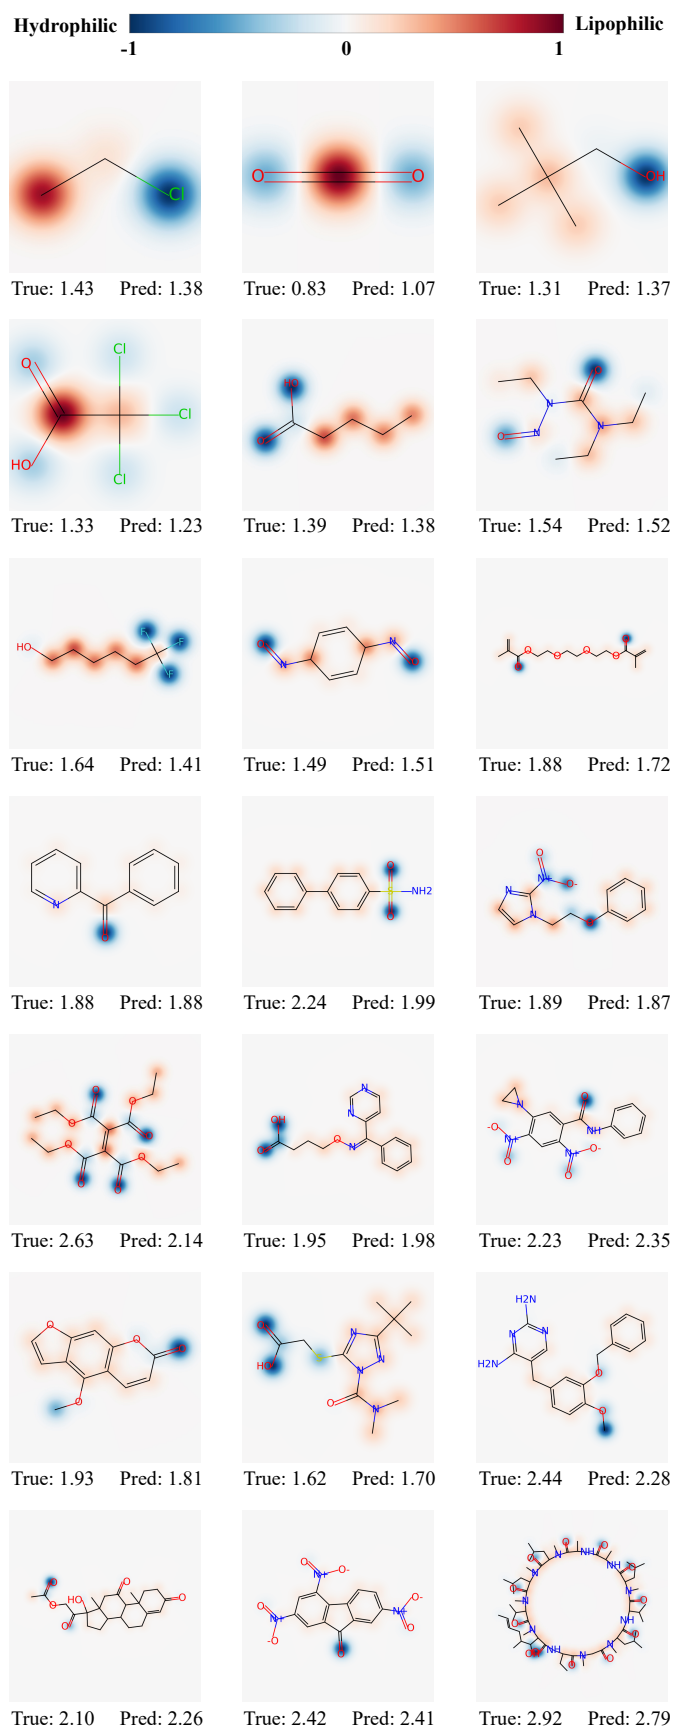 Hydrophilic Lipophilic
-1 0 1
Cl O O OH
True: 1.43 Pred: 1.38 True: 0.83 Pred: 1.07 True: 1.31 Pred: 1.37
O HO Cl Cl Cl HO O O N N O N
True: 1.33 Pred: 1.23 True: 1.39 Pred: 1.38 True: 1.54 Pred: 1.52
HO F F F O N N O O O O O O O
True: 1.64 Pred: 1.41 True: 1.49 Pred: 1.51 True: 1.88 Pred: 1.72
N O O S O NH2 N N N+ O O- O
True: 1.88 Pred: 1.88 True: 2.24 Pred: 1.99 True: 1.89 Pred: 1.87
O O O O O O O O OH O O N N N N -O N+ O N+ O O- O NH
True: 2.63 Pred: 2.14 True: 1.95 Pred: 1.98 True: 2.23 Pred: 2.35
O O O O O HO S N N N O N H2N N N H2N O O
True: 1.93 Pred: 1.81 True: 1.62 Pred: 1.70 True: 2.44 Pred: 2.28
O O O HO O O O N+ O- O N+ -O N+ O O- O
True: 2.10 Pred: 2.26 True: 2.42 Pred: 2.41 True: 2.92 Pred: 2.79